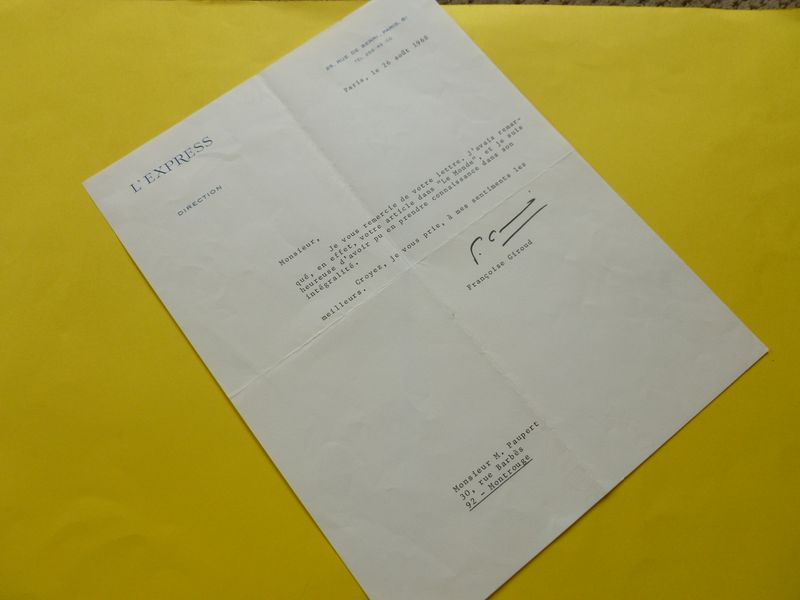 25, RUE DE BERRI, PARIS 8e
TÉL.
Paris, le 26 août 1968
L'EXPRESS
DIRECTION
Monsieur,
Je vous remercie de votre lettre. J'avais remar-
qué, en effet, votre article dans "Le Monde", et je suis
heureuse d'avoir pu en prendre connaissance dans son
intégralité.
Croyez, je vous prie, à mes sentiments les
meilleurs.
Françoise Giroud
Monsieur M. Paupert
30, rue Barbès
92 - Montrouge